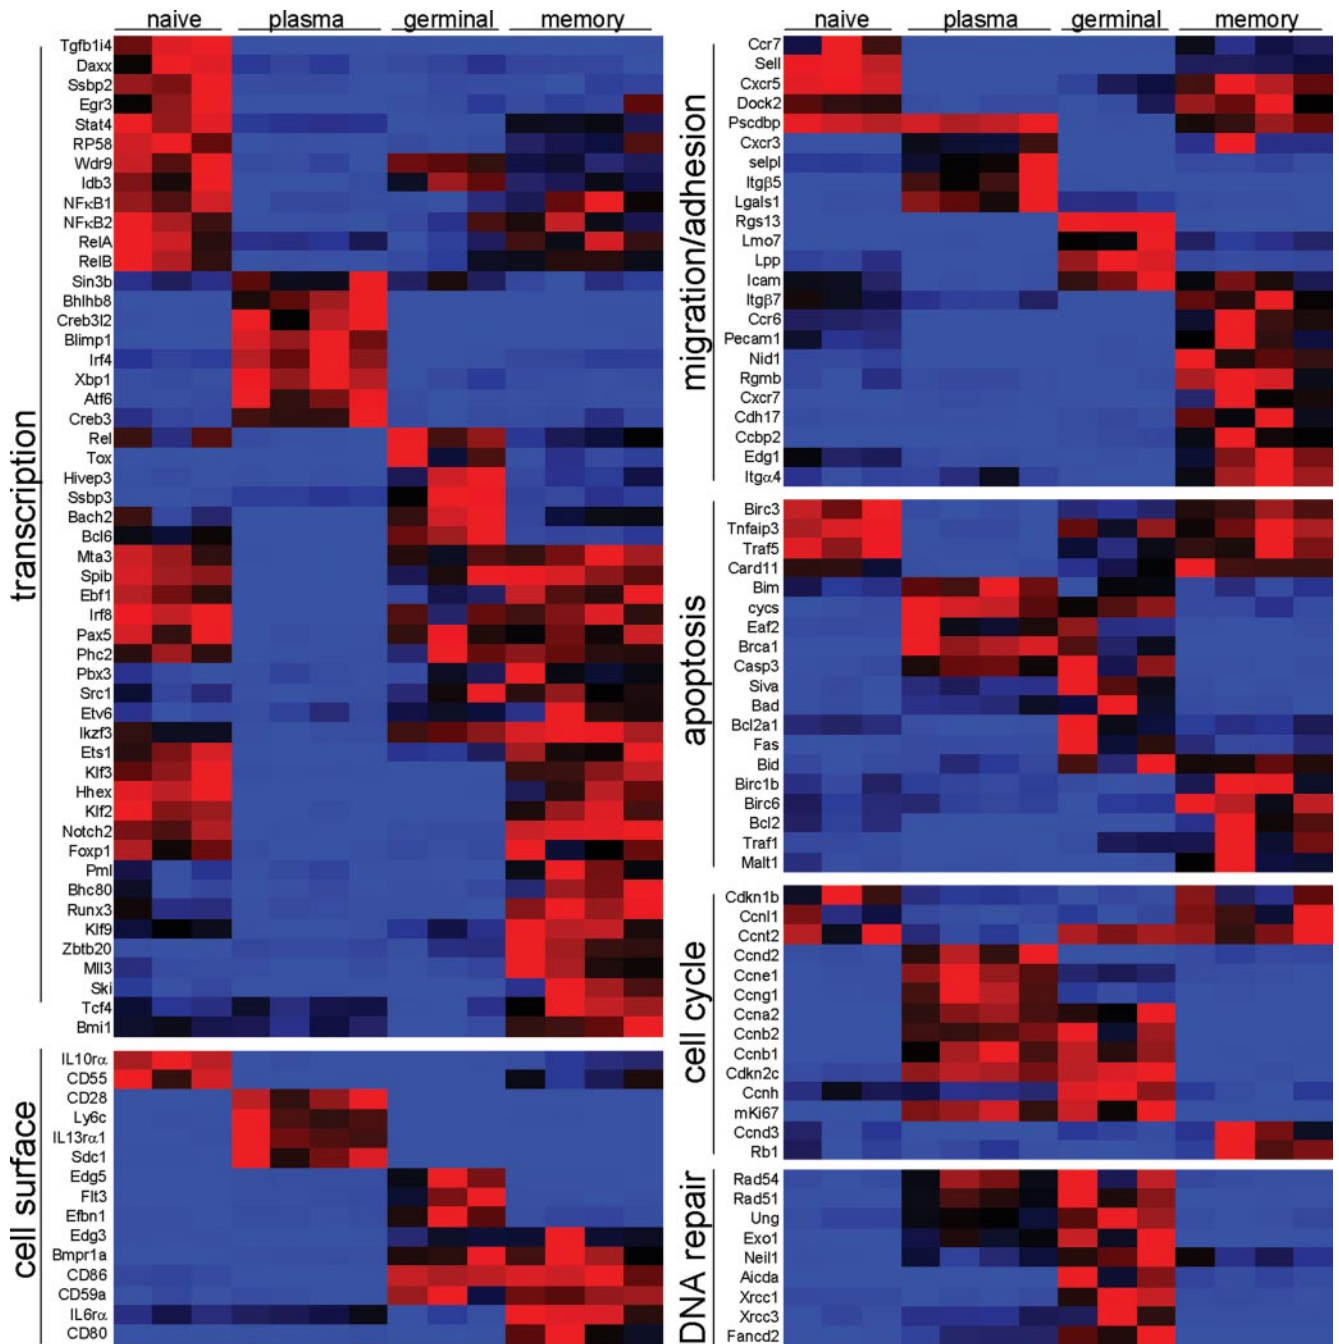 naive plasma germinal memory
transcription
Tgfb1i4
Daxx
Ssbp2
Egr3
Stat4
RP58
Wdr9
Idb3
NFκB1
NFκB2
RelA
RelB
Sin3b
Bhlhb8
Creb3l2
Blimp1
Irf4
Xbp1
Atf6
Creb3
Rel
Tox
Hivep3
Ssbp3
Bach2
Bcl6
Mta3
Spib
Ebf1
Irf8
Pax5
Phc2
Pbx3
Src1
Etv6
Ikzf3
Ets1
Klf3
Hhex
Klf2
Notch2
Foxp1
Pml
Bhc80
Runx3
Klf9
Zbtb20
Mll3
Ski
Tcf4
Bmi1
cell surface
IL10rα
CD55
CD28
Ly6c
IL13rα1
Sdc1
Edg5
Flt3
Efbn1
Edg3
Bmpr1a
CD86
CD59a
IL6rα
CD80
naive plasma germinal memory
migration/adhesion
Ccr7
Sell
Cxcr5
Dock2
Pscdbp
Cxcr3
selpl
Itgβ5
Lgals1
Rgs13
Lmo7
Lpp
Icam
Itgβ7
Ccr6
Pecam1
Nid1
Rgmb
Cxcr7
Cdh17
Ccbp2
Edg1
Itgα4
apoptosis
Birc3
Tnfaip3
Traf5
Card11
Bim
cycs
Eaf2
Brca1
Casp3
Siva
Bad
Bcl2a1
Fas
Bid
Birc1b
Birc6
Bcl2
Traf1
Malt1
cell cycle
Cdkn1b
Ccnl1
Ccnt2
Ccnd2
Ccne1
Ccng1
Ccna2
Ccnb2
Ccnb1
Cdkn2c
Ccnh
mKi67
Ccnd3
Rb1
DNA repair
Rad54
Rad51
Ung
Exo1
Neil1
Aicda
Xrcc1
Xrcc3
Fancd2